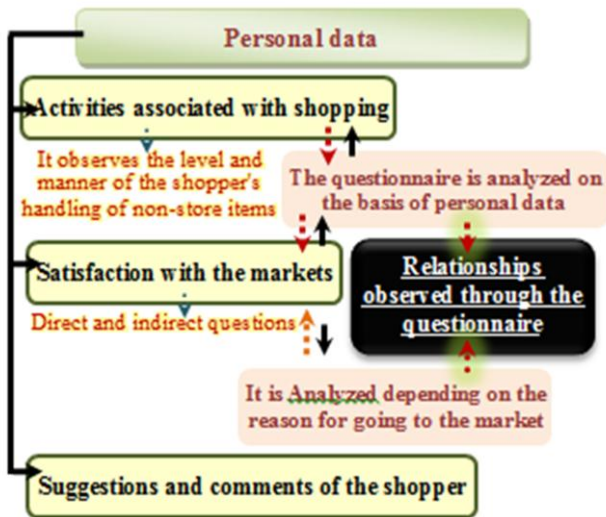 Personal data
Activities associated with shopping
It observes the level and
manner of the shopper's
handling of non-store items
The questionnaire is analyzed on
the basis of personal data
Satisfaction with the markets
Direct and indirect questions
Relationships
observed through the
questionnaire
It is Analyzed depending on the
reason for going to the market
Suggestions and comments of the shopper